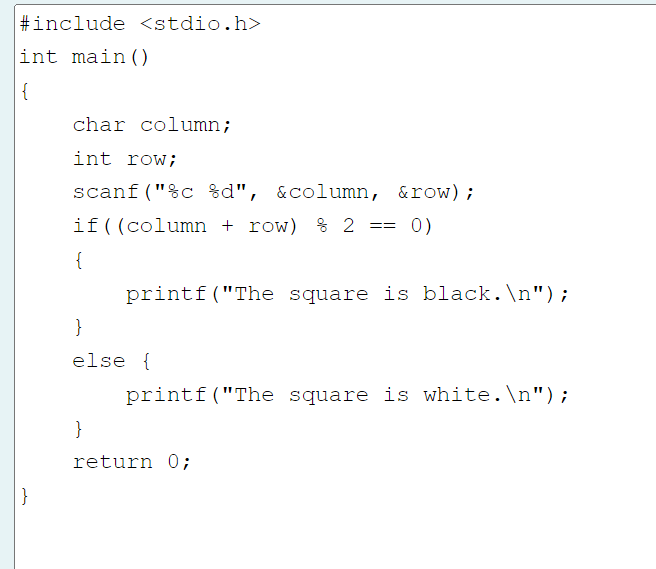 #include <stdio.h>
int main()
{
    char column;
    int row;
    scanf("%c %d", &column, &row);
    if((column + row) % 2 == 0)
    {
        printf("The square is black.\n");
    }
    else {
        printf("The square is white.\n");
    }
    return 0;
}